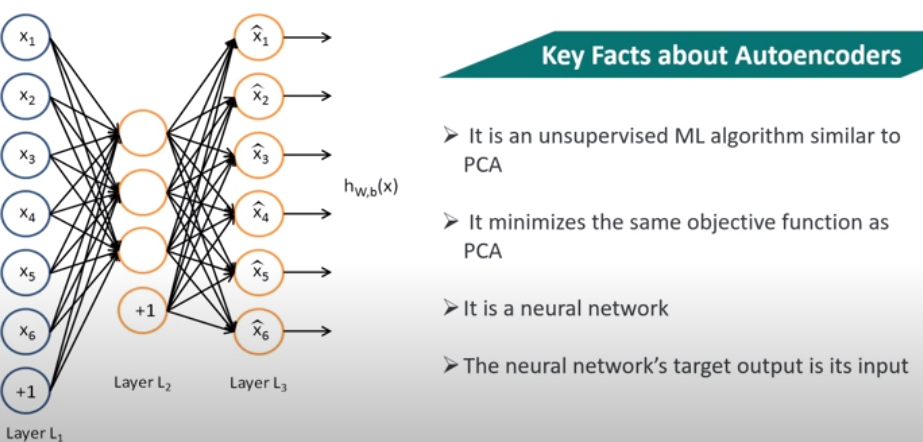 x₁
x₂
x₃
x₄
x₅
x₆
+1
Layer L₁
+1
Layer L₂
x̂₁
x̂₂
x̂₃
x̂₄
x̂₅
x̂₆
Layer L₃
h_W,b(x)
Key Facts about Autoencoders
➢ It is an unsupervised ML algorithm similar to
PCA
➢ It minimizes the same objective function as
PCA
➢ It is a neural network
➢ The neural network's target output is its input